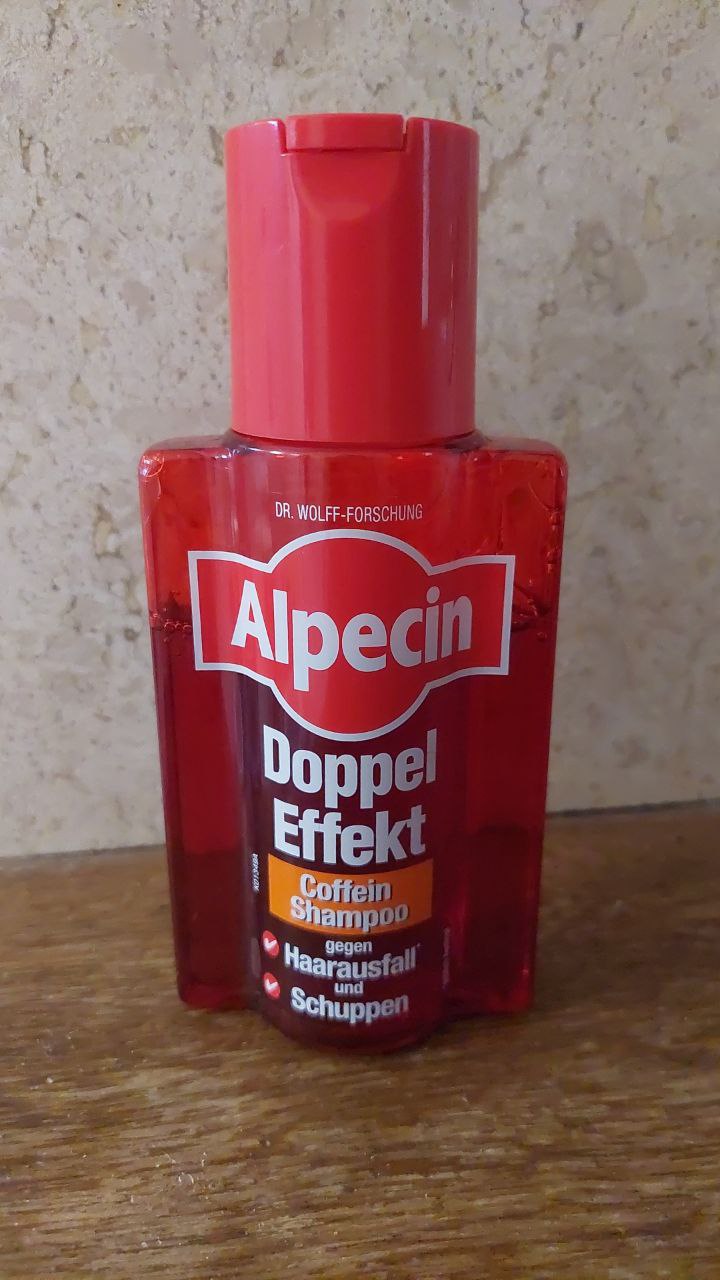 DR. WOLFF-FORSCHUNG
Alpecin
Doppel
Effekt
Coffein
Shampoo
gegen
Haarausfall*
und
Schuppen